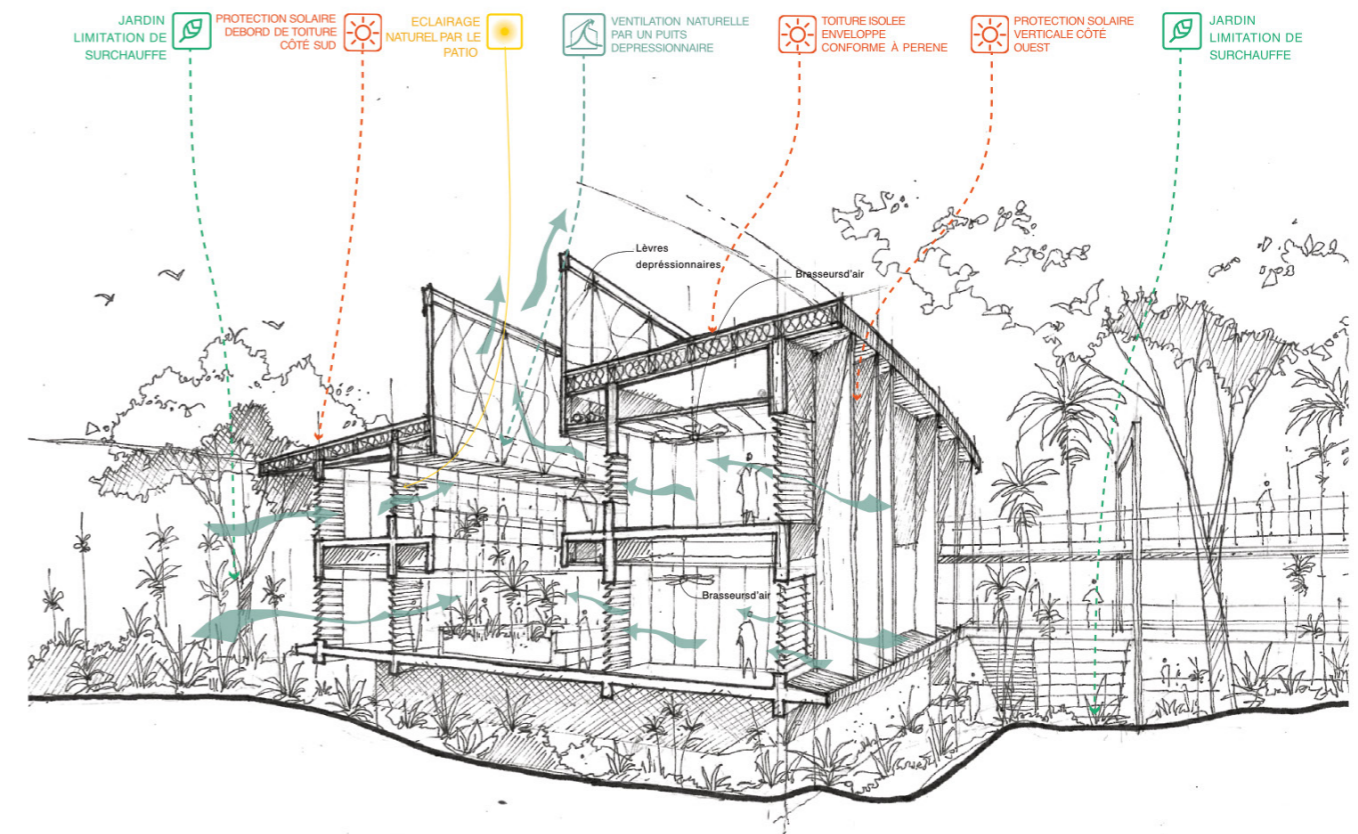 JARDIN
LIMITATION DE
SURCHAUFFE
PROTECTION SOLAIRE
DEBORD DE TOITURE
CÔTÉ SUD
ECLAIRAGE
NATUREL PAR LE
PATIO
VENTILATION NATURELLE
PAR UN PUITS
DEPRESSIONNAIRE
TOITURE ISOLEE
ENVELOPPE
CONFORME À PERENE
PROTECTION SOLAIRE
VERTICALE CÔTÉ
OUEST
JARDIN
LIMITATION DE
SURCHAUFFE
Lèvres
depréssionnaires
Brasseursd'air
Brasseursd'air